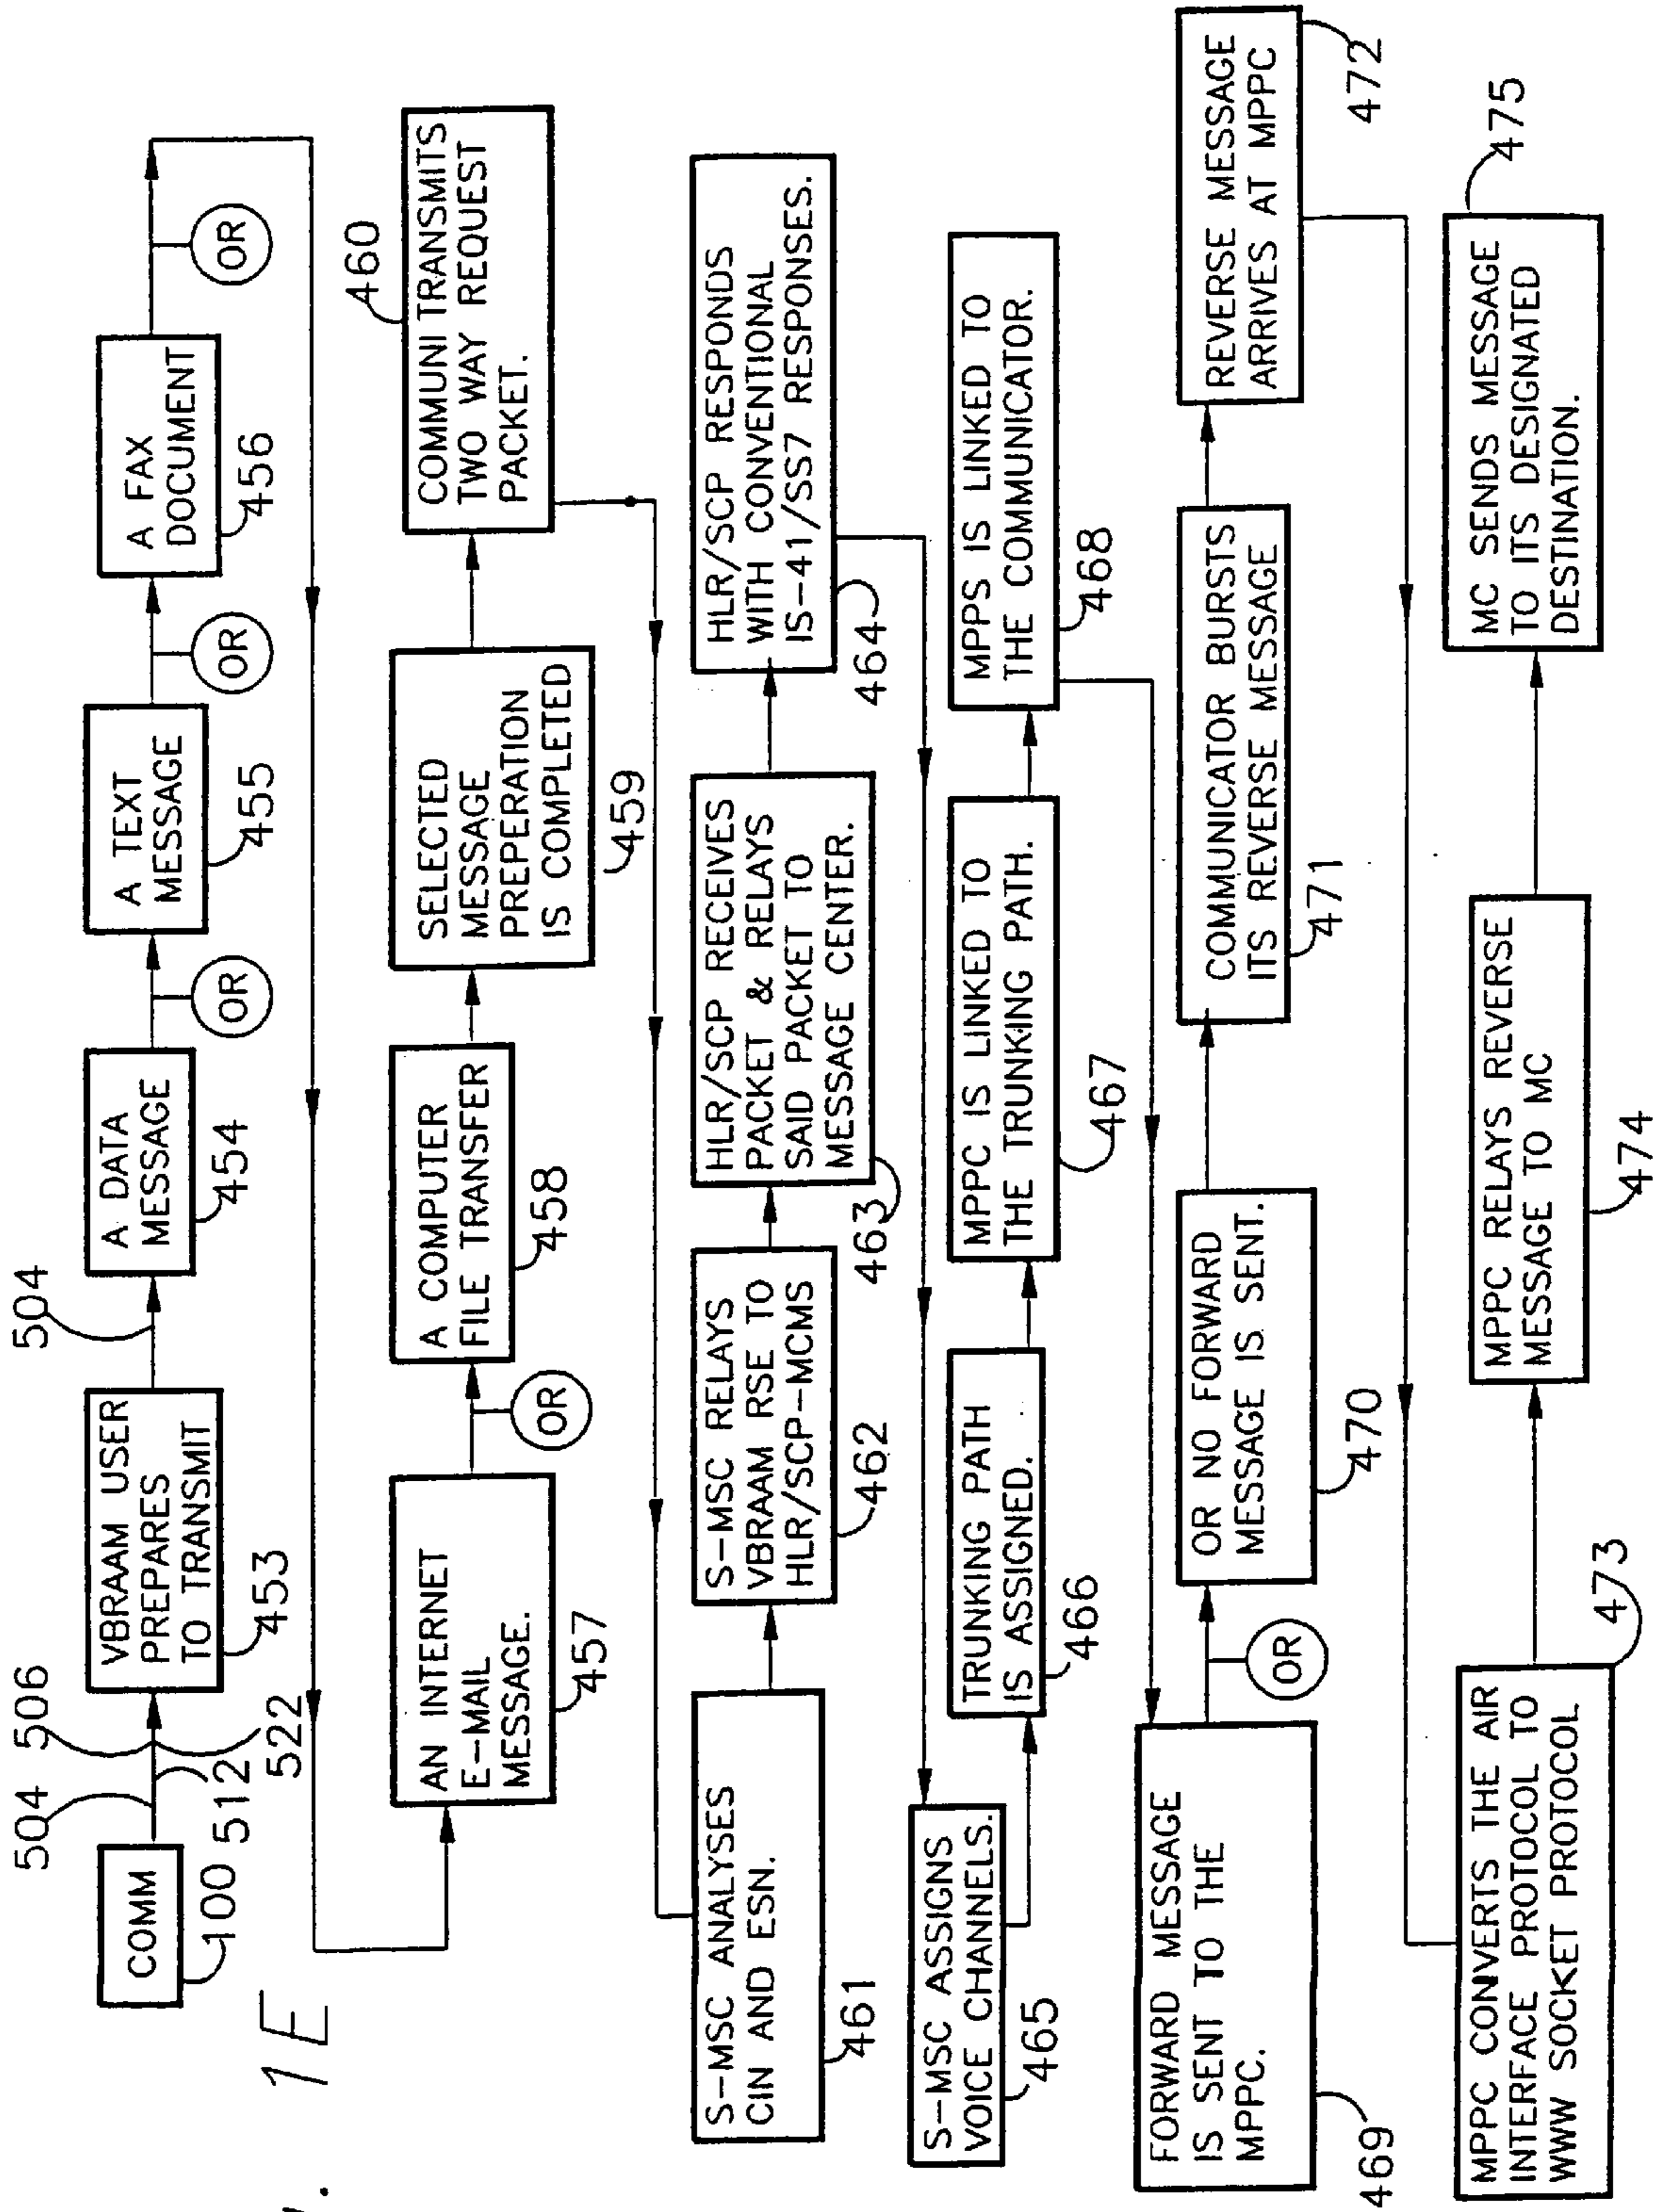 504 506
504
COMM
100
512
522
VBRAAM USER
PREPARES
TO TRANSMIT
453
A DATA
MESSAGE
454
OR
A TEXT
MESSAGE
455
OR
A FAX
DOCUMENT
456
OR
AN INTERNET
E-MAIL
MESSAGE.
457
OR
A COMPUTER
FILE TRANSFER
458
SELECTED
MESSAGE
PREPERATION
IS COMPLETED
459
460
COMMUNI TRANSMITS
TWO WAY REQUEST
PACKET.
S-MSC ANALYSES
CIN AND ESN.
461
S-MSC RELAYS
VBRAAM RSE TO
HLR/SCP-MCMS
462
HLR/SCP RECEIVES
PACKET & RELAYS
SAID PACKET TO
MESSAGE CENTER.
463
HLR/SCP RESPONDS
WITH CONVENTIONAL
IS-41/SS7 RESPONSES.
464
S-MSC ASSIGNS
VOICE CHANNELS.
465
TRUNKING PATH
IS ASSIGNED.
466
MPPC IS LINKED TO
THE TRUNKING PATH.
467
MPPS IS LINKED TO
THE COMMUNICATOR.
468
FORWARD MESSAGE
IS SENT TO THE
MPPC.
469
OR
OR NO FORWARD
MESSAGE IS SENT.
470
COMMUNICATOR BURSTS
ITS REVERSE MESSAGE
471
REVERSE MESSAGE
ARRIVES AT MPPC
472
MPPC CONVERTS THE AIR
INTERFACE PROTOCOL TO
WWW SOCKET PROTOCOL
473
MPPC RELAYS REVERSE
MESSAGE TO MC
474
MC SENDS MESSAGE
TO ITS DESIGNATED
DESTINATION.
475
1E